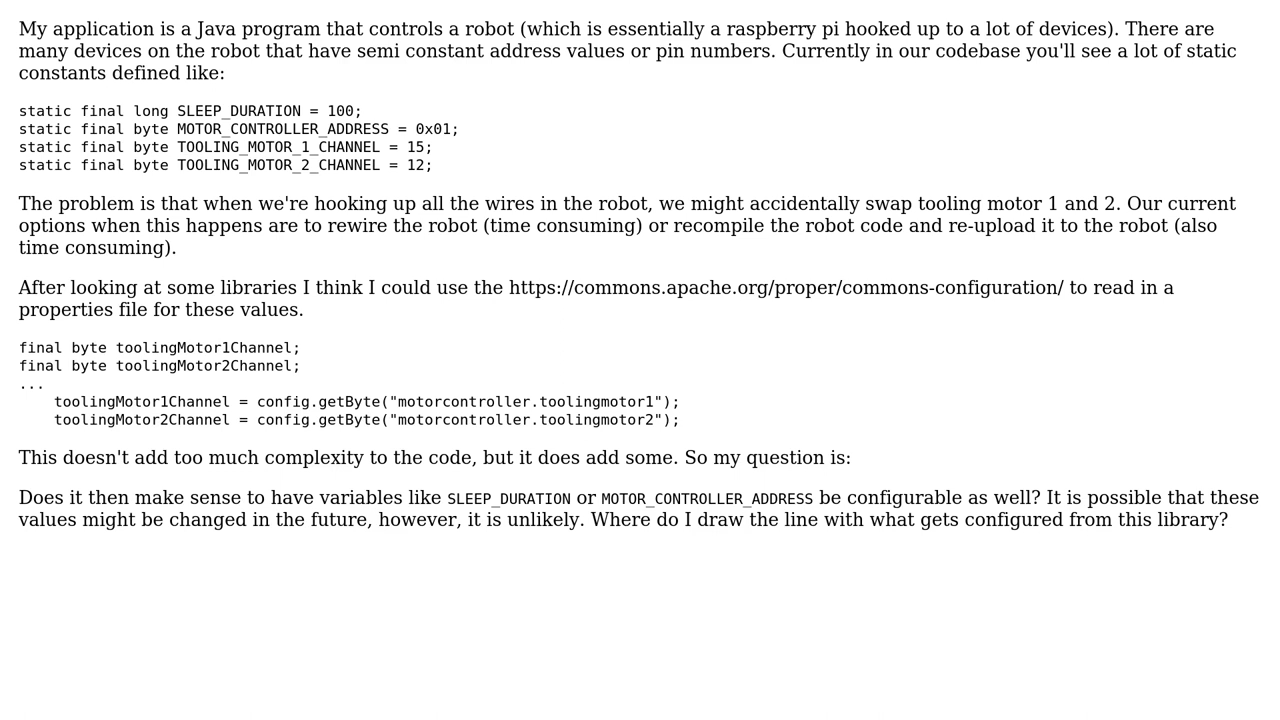 My application is a Java program that controls a robot (which is essentially a raspberry pi hooked up to a lot of devices). There are
many devices on the robot that have semi constant address values or pin numbers. Currently in our codebase you'll see a lot of static
constants defined like:
static final long SLEEP_DURATION = 100;
static final byte MOTOR_CONTROLLER_ADDRESS = 0x01;
static final byte TOOLING_MOTOR_1_CHANNEL = 15;
static final byte TOOLING_MOTOR_2_CHANNEL = 12;
The problem is that when we're hooking up all the wires in the robot, we might accidentally swap tooling motor 1 and 2. Our current
options when this happens are to rewire the robot (time consuming) or recompile the robot code and re-upload it to the robot (also
time consuming).
After looking at some libraries I think I could use the https://commons.apache.org/proper/commons-configuration/ to read in a
properties file for these values.
final byte toolingMotor1Channel;
final byte toolingMotor2Channel;
...
    toolingMotor1Channel = config.getByte("motorcontroller.toolingmotor1");
    toolingMotor2Channel = config.getByte("motorcontroller.toolingmotor2");
This doesn't add too much complexity to the code, but it does add some. So my question is:
Does it then make sense to have variables like SLEEP_DURATION or MOTOR_CONTROLLER_ADDRESS be configurable as well? It is possible that these
values might be changed in the future, however, it is unlikely. Where do I draw the line with what gets configured from this library?